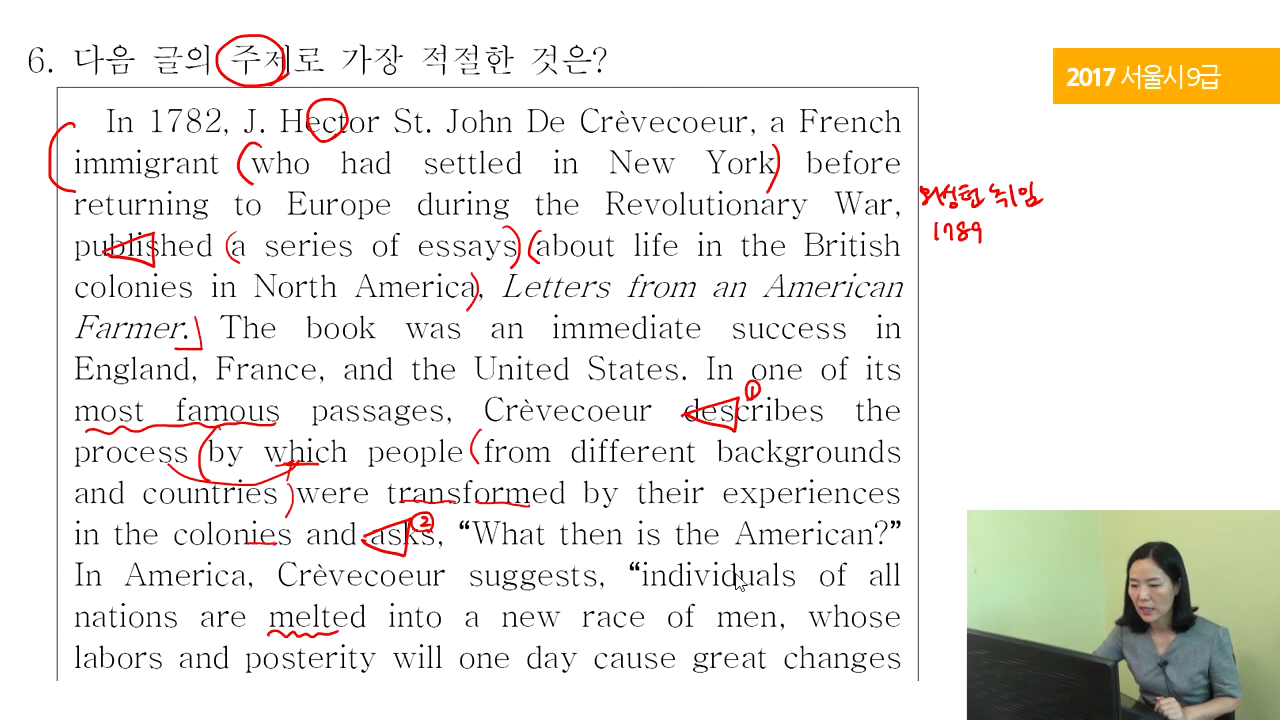 6. 다음 글의 주제로 가장 적절한 것은?
2017 서울시 9급
In 1782, J. Hector St. John De Crèvecoeur, a French
immigrant who had settled in New York before
returning to Europe during the Revolutionary War,
published a series of essays about life in the British
colonies in North America, Letters from an American
Farmer. The book was an immediate success in
England, France, and the United States. In one of its
most famous passages, Crèvecoeur describes the
process by which people from different backgrounds
and countries were transformed by their experiences
in the colonies and asks, “What then is the American?”
In America, Crèvecoeur suggests, “individuals of all
nations are melted into a new race of men, whose
labors and posterity will one day cause great changes
취임
1789
①
②